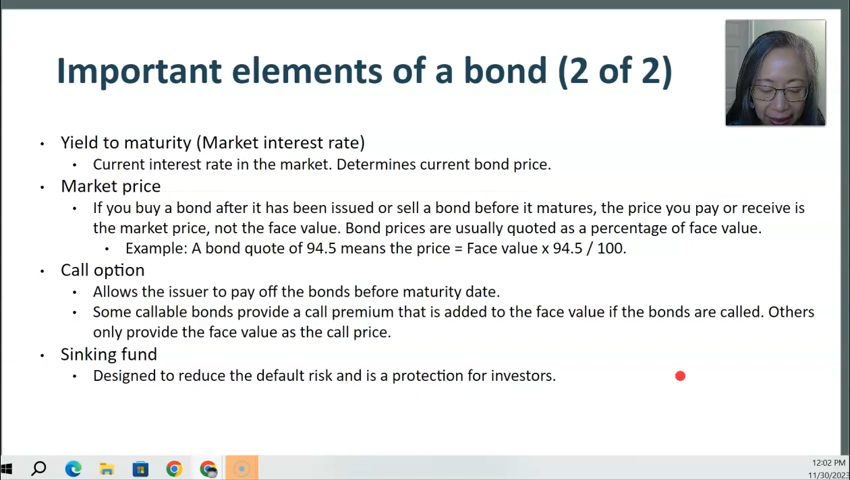 Important elements of a bond (2 of 2)
• Yield to maturity (Market interest rate)
• Current interest rate in the market. Determines current bond price.
• Market price
• If you buy a bond after it has been issued or sell a bond before it matures, the price you pay or receive is
the market price, not the face value. Bond prices are usually quoted as a percentage of face value.
• Example: A bond quote of 94.5 means the price = Face value x 94.5 / 100.
• Call option
• Allows the issuer to pay off the bonds before maturity date.
• Some callable bonds provide a call premium that is added to the face value if the bonds are called. Others
only provide the face value as the call price.
• Sinking fund
• Designed to reduce the default risk and is a protection for investors.
12:02 PM
11/30/2023